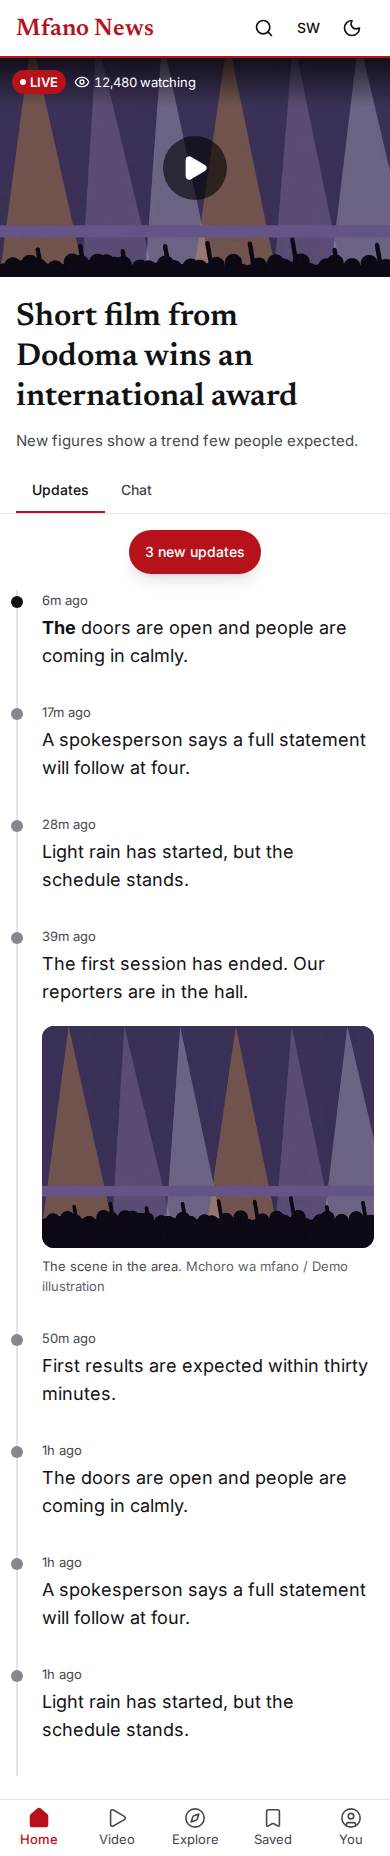 Mfano News
SW
LIVE
12,480 watching
Short film from
Dodoma wins an
international award
New figures show a trend few people expected.
Updates
Chat
3 new updates
6m ago
The doors are open and people are
coming in calmly.
17m ago
A spokesperson says a full statement
will follow at four.
28m ago
Light rain has started, but the
schedule stands.
39m ago
The first session has ended. Our
reporters are in the hall.
The scene in the area. Mchoro wa mfano / Demo
illustration
50m ago
First results are expected within thirty
minutes.
1h ago
The doors are open and people are
coming in calmly.
1h ago
A spokesperson says a full statement
will follow at four.
1h ago
Light rain has started, but the
schedule stands.
Home
Video
Explore
Saved
You